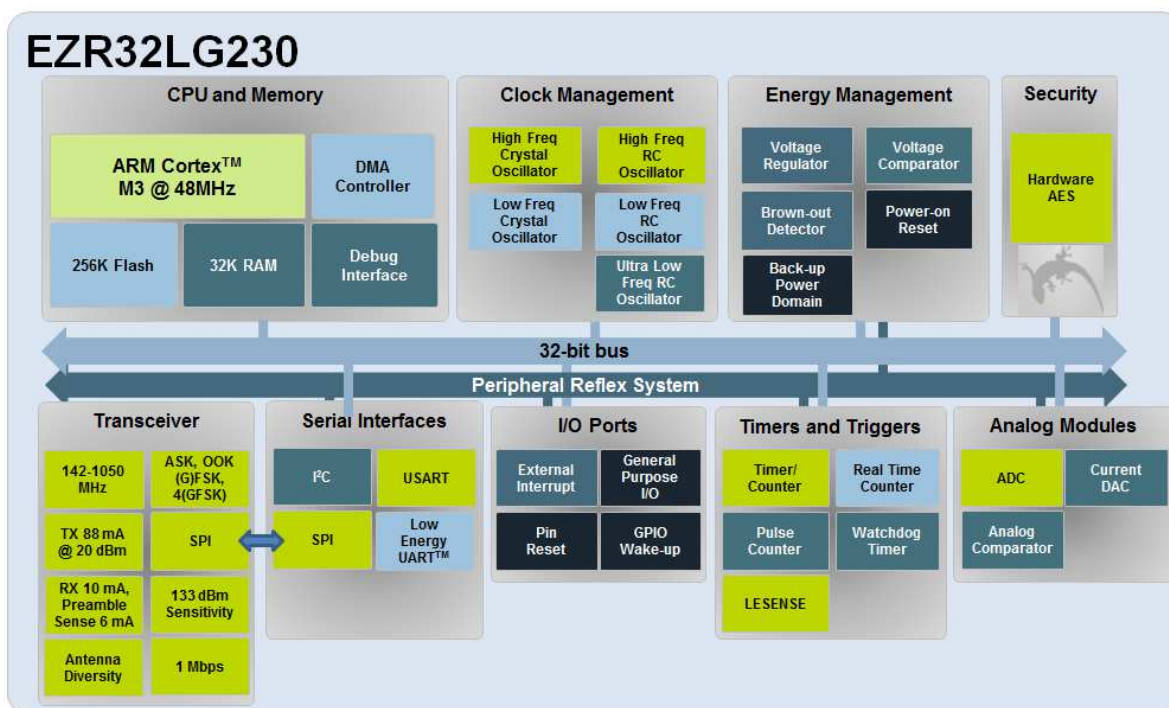 EZR32LG230
CPU and Memory
ARM Cortex™
M3 @ 48MHz
DMA
Controller
256K Flash
32K RAM
Debug
Interface
Clock Management
High Freq
Crystal
Oscillator
High Freq
RC
Oscillator
Low Freq
Crystal
Oscillator
Low Freq
RC
Oscillator
Ultra Low
Freq RC
Oscillator
Energy Management
Voltage
Regulator
Voltage
Comparator
Brown-out
Detector
Power-on
Reset
Back-up
Power
Domain
Security
Hardware
AES
32-bit bus
Peripheral Reflex System
Transceiver
142-1050
MHz
ASK, OOK
(G)FSK,
4(GFSK)
TX 88 mA
@ 20 dBm
SPI
RX 10 mA,
Preamble
Sense 6 mA
133 dBm
Sensitivity
Antenna
Diversity
1 Mbps
Serial Interfaces
I²C
USART
SPI
Low
Energy
UART™
I/O Ports
External
Interrupt
General
Purpose
I/O
Pin
Reset
GPIO
Wake-up
Timers and Triggers
Timer/
Counter
Real Time
Counter
Pulse
Counter
Watchdog
Timer
LESENSE
Analog Modules
ADC
Current
DAC
Analog
Comparator